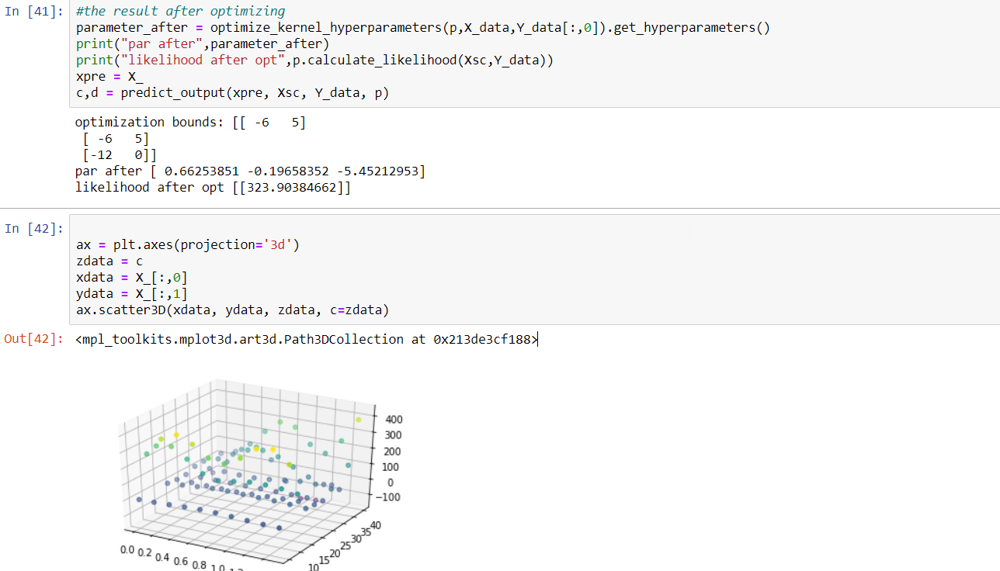 In [41]: #the result after optimizing
parameter_after = optimize_kernel_hyperparameters(p,X_data,Y_data[:,0]).get_hyperparameters()
print("par after",parameter_after)
print("likelihood after opt",p.calculate_likelihood(Xsc,Y_data))
xpre = X_
c,d = predict_output(xpre, Xsc, Y_data, p)
optimization bounds: [[ -6   5]
 [ -6   5]
 [-12   0]]
par after [ 0.66253851 -0.19658352 -5.45212953]
likelihood after opt [[323.90384662]]
In [42]:
ax = plt.axes(projection='3d')
zdata = c
xdata = X_[:,0]
ydata = X_[:,1]
ax.scatter3D(xdata, ydata, zdata, c=zdata)
Out[42]: <mpl_toolkits.mplot3d.art3d.Path3DCollection at 0x213de3cf188>
400
300
200
100
0
−100
0.0 0.2 0.4 0.6 0.8 1.0
10 15 20 25 30 35 40